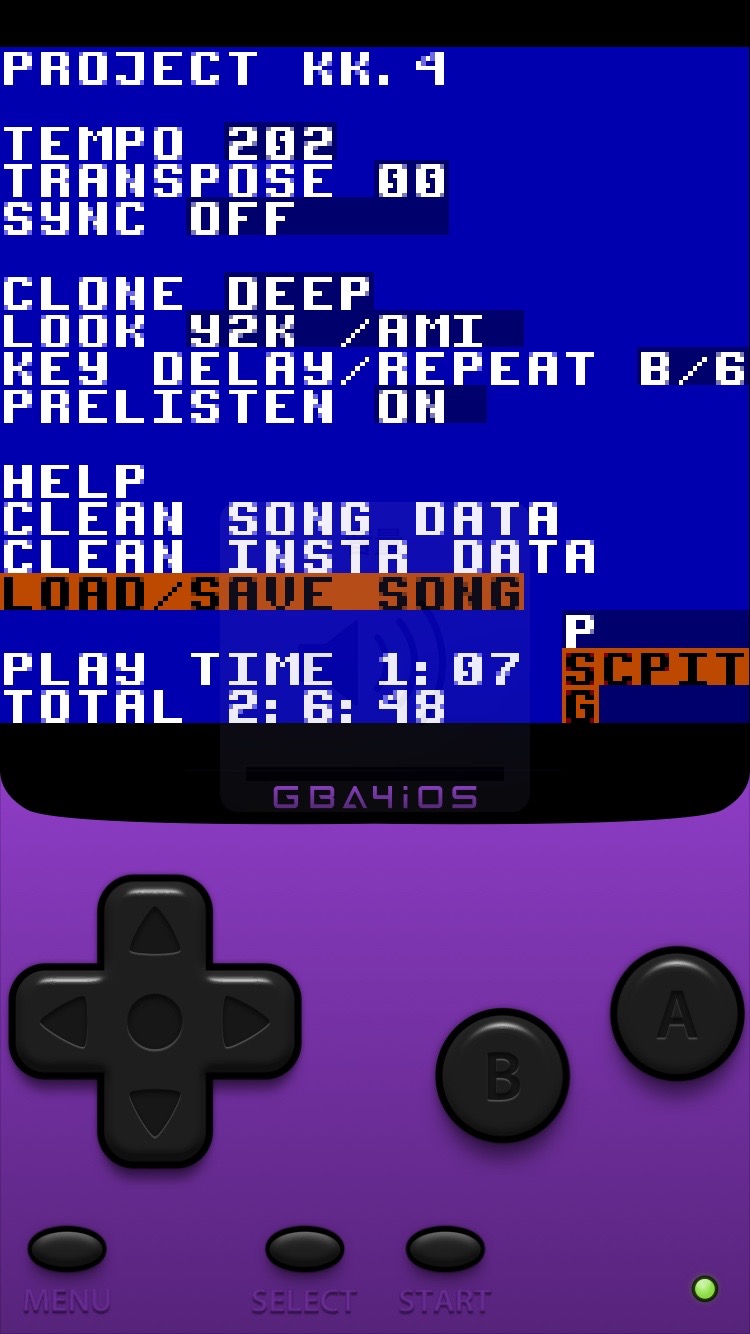 PROJECT KK.4
TEMPO 202
TRANSPOSE 00
SYNC OFF
CLONE DEEP
LOOK Y2K /AMI
KEY DELAY/REPEAT 8/6
PRELISTEN ON
HELP
CLEAN SONG DATA
CLEAN INSTR DATA
LOAD/SAVE SONG
P
PLAY TIME 1:07 SCPIT
TOTAL 2:6:48 G
GBA4iOS
A
B
MENU SELECT START